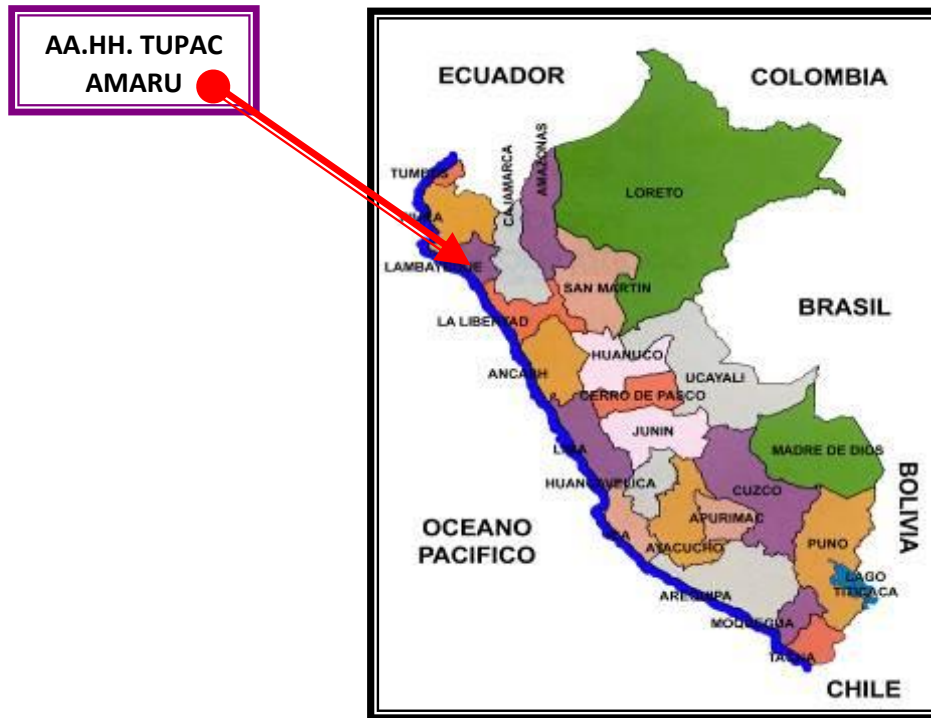 AA.HH. TUPAC
AMARU
ECUADOR
COLOMBIA
TUMBES
CAJAMARCA
AMAZONAS
LORETO
LAMBAYEQUE
SAN MARTIN
BRASIL
LA LIBERTAD
HUANUCO
ANCASH
UCAYALI
CERRO DE PASCO
JUNIN
LIMA
MADRE DE DIOS
HUANCAVELICA
CUZCO
BOLIVIA
OCEANO
PACIFICO
APURIMAC
ICA
AYACUCHO
PUNO
LAGO
TITICACA
AREQUIPA
MOQUEGUA
TACNA
CHILE